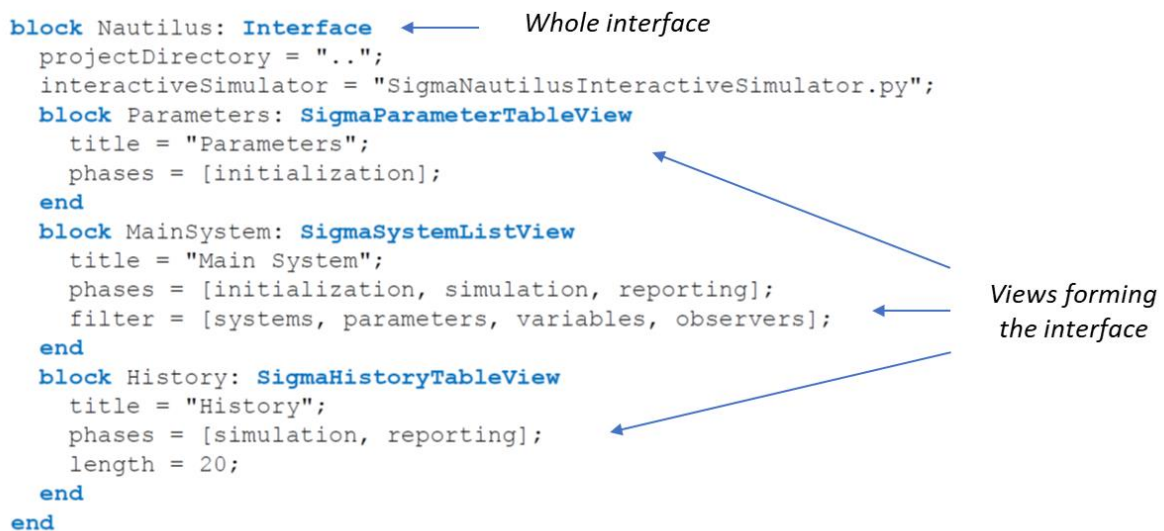 block Nautilus: Interface
Whole interface
projectDirectory = "..";
interactiveSimulator = "SigmaNautilusInteractiveSimulator.py";
block Parameters: SigmaParameterTableView
title = "Parameters";
phases = [initialization];
end
block MainSystem: SigmaSystemListView
title = "Main System";
phases = [initialization, simulation, reporting];
filter = [systems, parameters, variables, observers];
end
block History: SigmaHistoryTableView
title = "History";
phases = [simulation, reporting];
length = 20;
end
end
Views forming
the interface